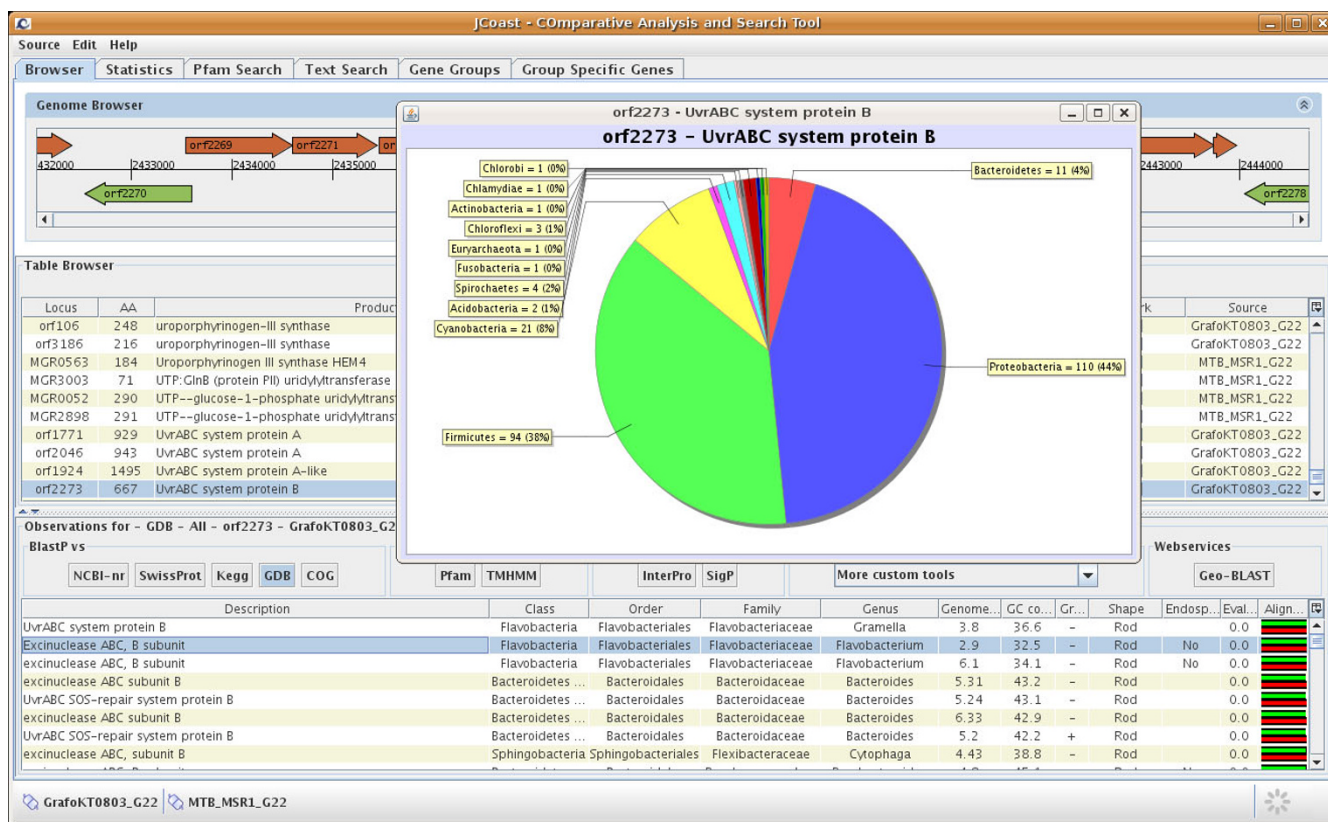 JCoast - COmparative Analysis and Search Tool
Source Edit Help
Browser Statistics Pfam Search Text Search Gene Groups Group Specific Genes
Genome Browser
orf2269 orf2271
432000 2433000 2434000 2435000 2443000 2444000
orf2270 orf2278
orf2273 - UvrABC system protein B
orf2273 - UvrABC system protein B
Chlorobi = 1 (0%)
Chlamydiae = 1 (0%)
Actinobacteria = 1 (0%)
Chloroflexi = 3 (1%)
Euryarchaeota = 1 (0%)
Fusobacteria = 1 (0%)
Spirochaetes = 4 (2%)
Acidobacteria = 2 (1%)
Cyanobacteria = 21 (8%)
Bacteroidetes = 11 (4%)
Proteobacteria = 110 (44%)
Firmicutes = 94 (38%)
Table Browser
Locus AA Produc rk Source
orf106 248 uroporphyrinogen-III synthase GrafoKT0803_G22
orf3186 216 uroporphyrinogen-III synthase GrafoKT0803_G22
MGR0563 184 Uroporphyrinogen III synthase HEM4 MTB_MSR1_G22
MGR3003 71 UTP:GlnB (protein PII) uridylyltransferase MTB_MSR1_G22
MGR0052 290 UTP--glucose-1-phosphate uridylyltrans MTB_MSR1_G22
MGR2898 291 UTP--glucose-1-phosphate uridylyltrans MTB_MSR1_G22
orf1771 929 UvrABC system protein A GrafoKT0803_G22
orf2046 943 UvrABC system protein A GrafoKT0803_G22
orf1924 1495 UvrABC system protein A-like GrafoKT0803_G22
orf2273 667 UvrABC system protein B GrafoKT0803_G22
Observations for - GDB - All - orf2273 - GrafoKT0803_G2
BlastP vs Webservices
NCBI-nr SwissProt Kegg GDB COG Pfam TMHMM InterPro SigP More custom tools Geo-BLAST
Description Class Order Family Genus Genome... GC co... Gr... Shape Endosp... Eval... Align...
UvrABC system protein B Flavobacteria Flavobacteriales Flavobacteriaceae Gramella 3.8 36.6 - Rod 0.0
Excinuclease ABC, B subunit Flavobacteria Flavobacteriales Flavobacteriaceae Flavobacterium 2.9 32.5 - Rod No 0.0
excinuclease ABC, B subunit Flavobacteria Flavobacteriales Flavobacteriaceae Flavobacterium 6.1 34.1 - Rod No 0.0
excinuclease ABC subunit B Bacteroidetes ... Bacteroidales Bacteroidaceae Bacteroides 5.31 43.2 - Rod 0.0
UvrABC SOS-repair system protein B Bacteroidetes ... Bacteroidales Bacteroidaceae Bacteroides 5.24 43.1 - Rod 0.0
excinuclease ABC subunit B Bacteroidetes ... Bacteroidales Bacteroidaceae Bacteroides 6.33 42.9 - Rod 0.0
UvrABC SOS-repair system protein B Bacteroidetes ... Bacteroidales Bacteroidaceae Bacteroides 5.2 42.2 + Rod 0.0
excinuclease ABC, subunit B Sphingobacteria Sphingobacteriales Flexibacteraceae Cytophaga 4.43 38.8 - Rod 0.0
GrafoKT0803_G22 MTB_MSR1_G22